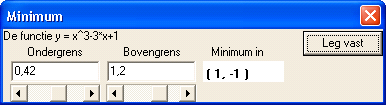 Minimum
De functie y = x^3-3*x+1
Ondergrens Bovengrens Minimum in Leg vast
0,42 1,2 ( 1, -1 )